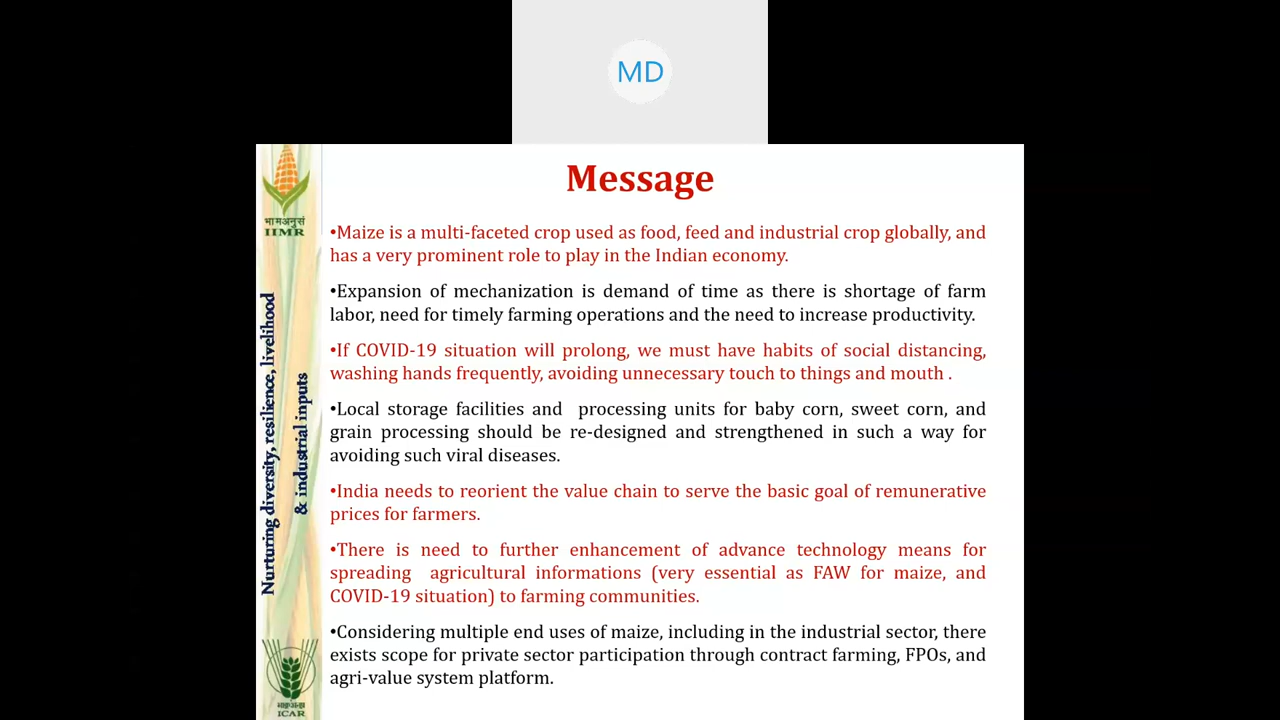 MD
Message
भामअनुसं
IIMR
Nurturing diversity, resilience, livelihood
& industrial inputs
•Maize is a multi-faceted crop used as food, feed and industrial crop globally, and
has a very prominent role to play in the Indian economy.
•Expansion of mechanization is demand of time as there is shortage of farm
labor, need for timely farming operations and the need to increase productivity.
•If COVID-19 situation will prolong, we must have habits of social distancing,
washing hands frequently, avoiding unnecessary touch to things and mouth .
•Local storage facilities and  processing units for baby corn, sweet corn, and
grain processing should be re-designed and strengthened in such a way for
avoiding such viral diseases.
•India needs to reorient the value chain to serve the basic goal of remunerative
prices for farmers.
•There is need to further enhancement of advance technology means for
spreading  agricultural informations (very essential as FAW for maize, and
COVID-19 situation) to farming communities.
•Considering multiple end uses of maize, including in the industrial sector, there
exists scope for private sector participation through contract farming, FPOs, and
agri-value system platform.
ICAR